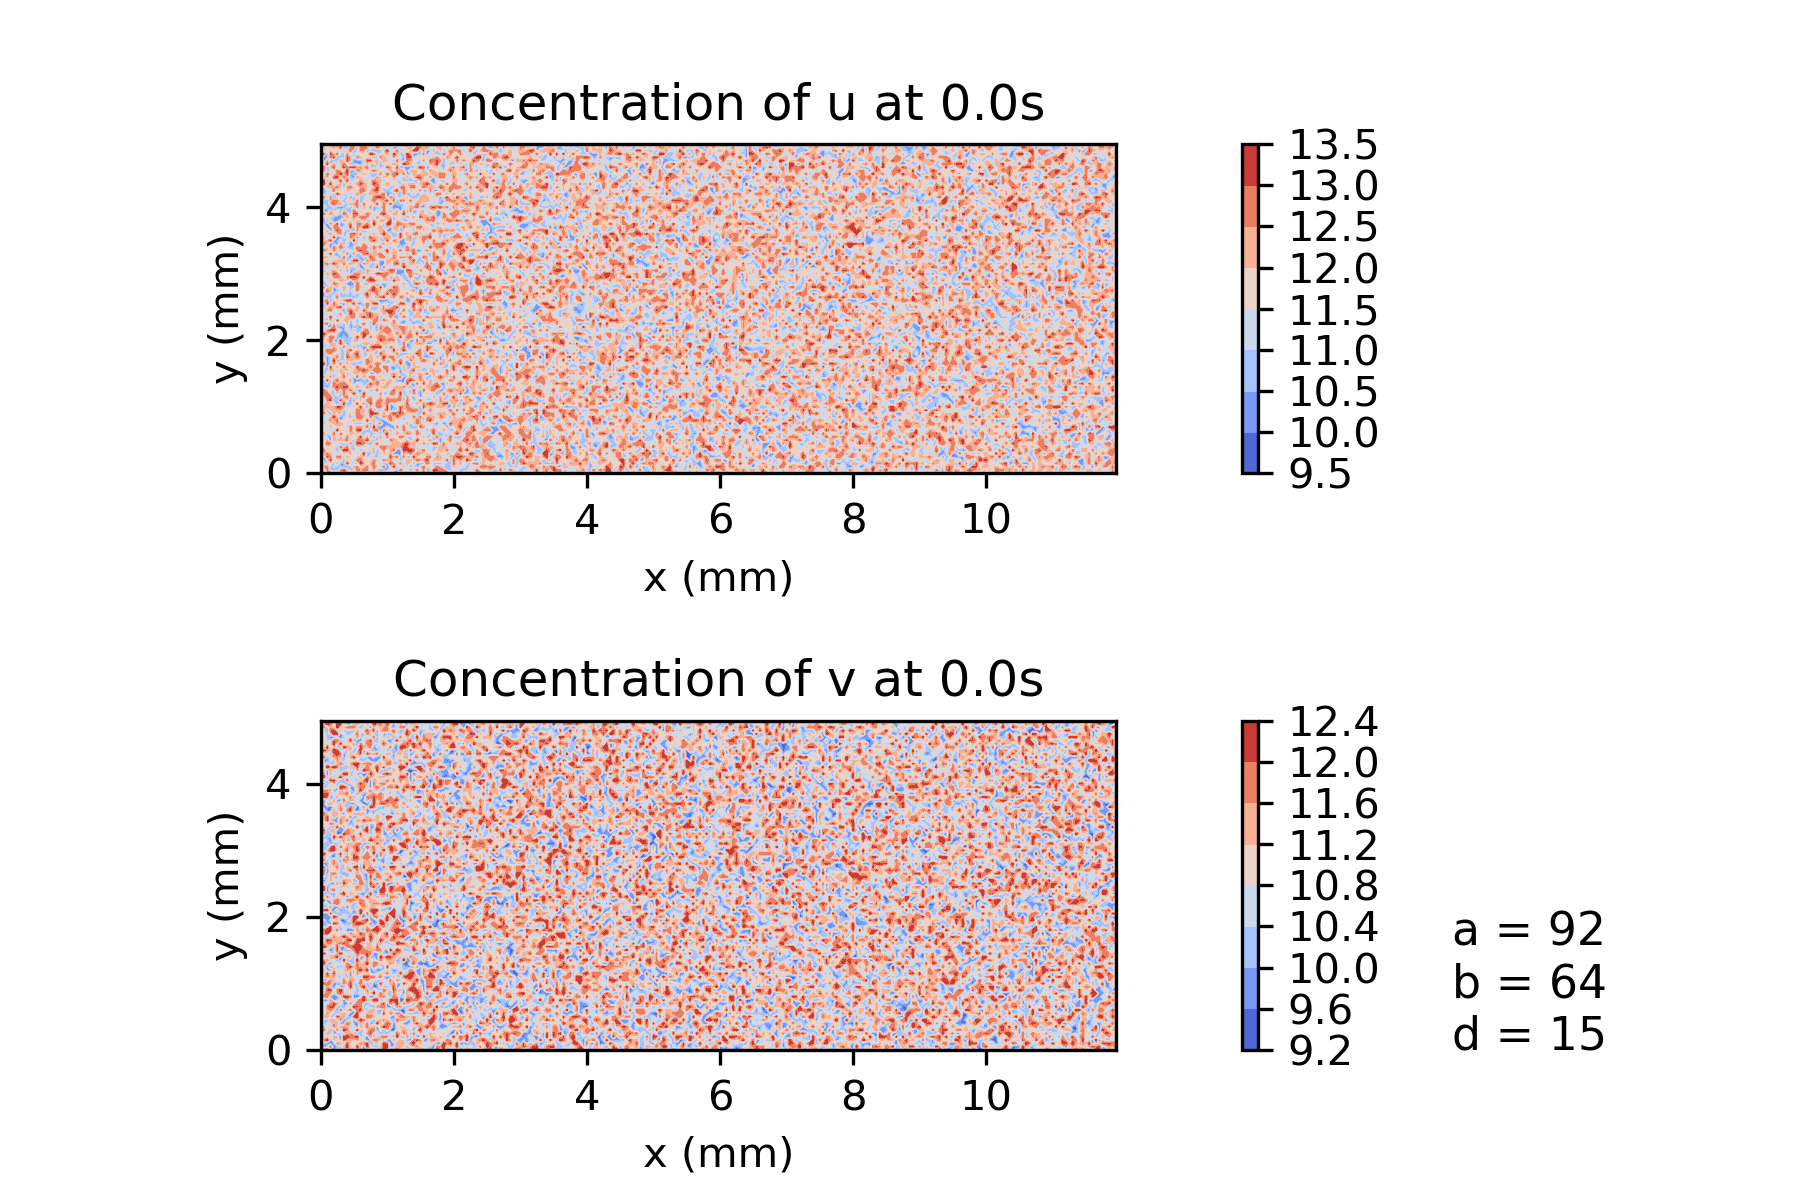 Concentration of u at 0.0s
4
2
0
y (mm)
0 2 4 6 8 10
x (mm)
13.5
13.0
12.5
12.0
11.5
11.0
10.5
10.0
9.5
Concentration of v at 0.0s
4
2
0
y (mm)
0 2 4 6 8 10
x (mm)
12.4
12.0
11.6
11.2
10.8
10.4
10.0
9.6
9.2
a = 92
b = 64
d = 15